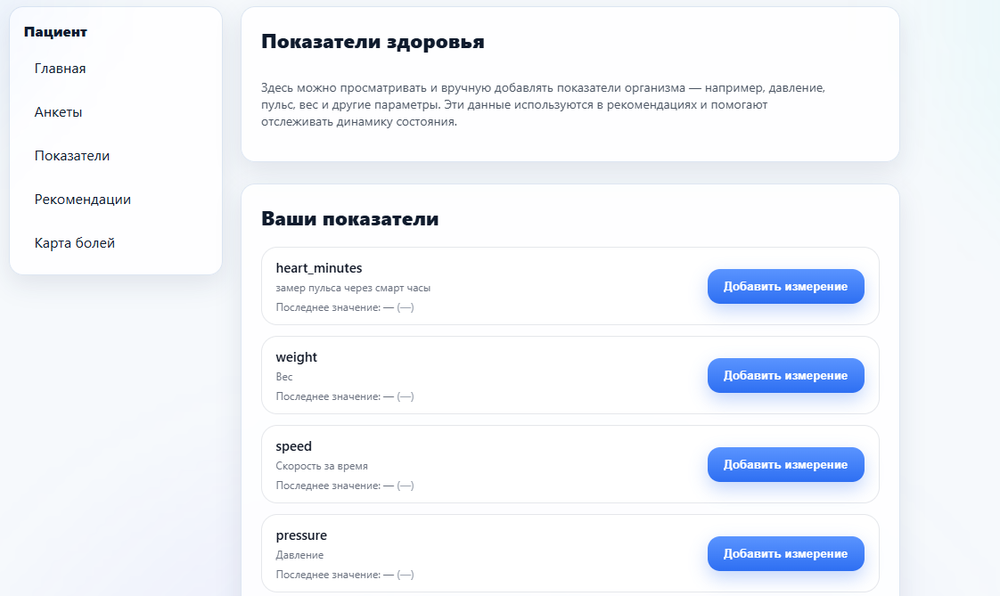 Пациент
Главная
Анкеты
Показатели
Рекомендации
Карта болей
Показатели здоровья
Здесь можно просматривать и вручную добавлять показатели организма — например, давление,
пульс, вес и другие параметры. Эти данные используются в рекомендациях и помогают
отслеживать динамику состояния.
Ваши показатели
heart_minutes
замер пульса через смарт часы
Последнее значение: — (—)
Добавить измерение
weight
Вес
Последнее значение: — (—)
Добавить измерение
speed
Скорость за время
Последнее значение: — (—)
Добавить измерение
pressure
Давление
Последнее значение: — (—)
Добавить измерение